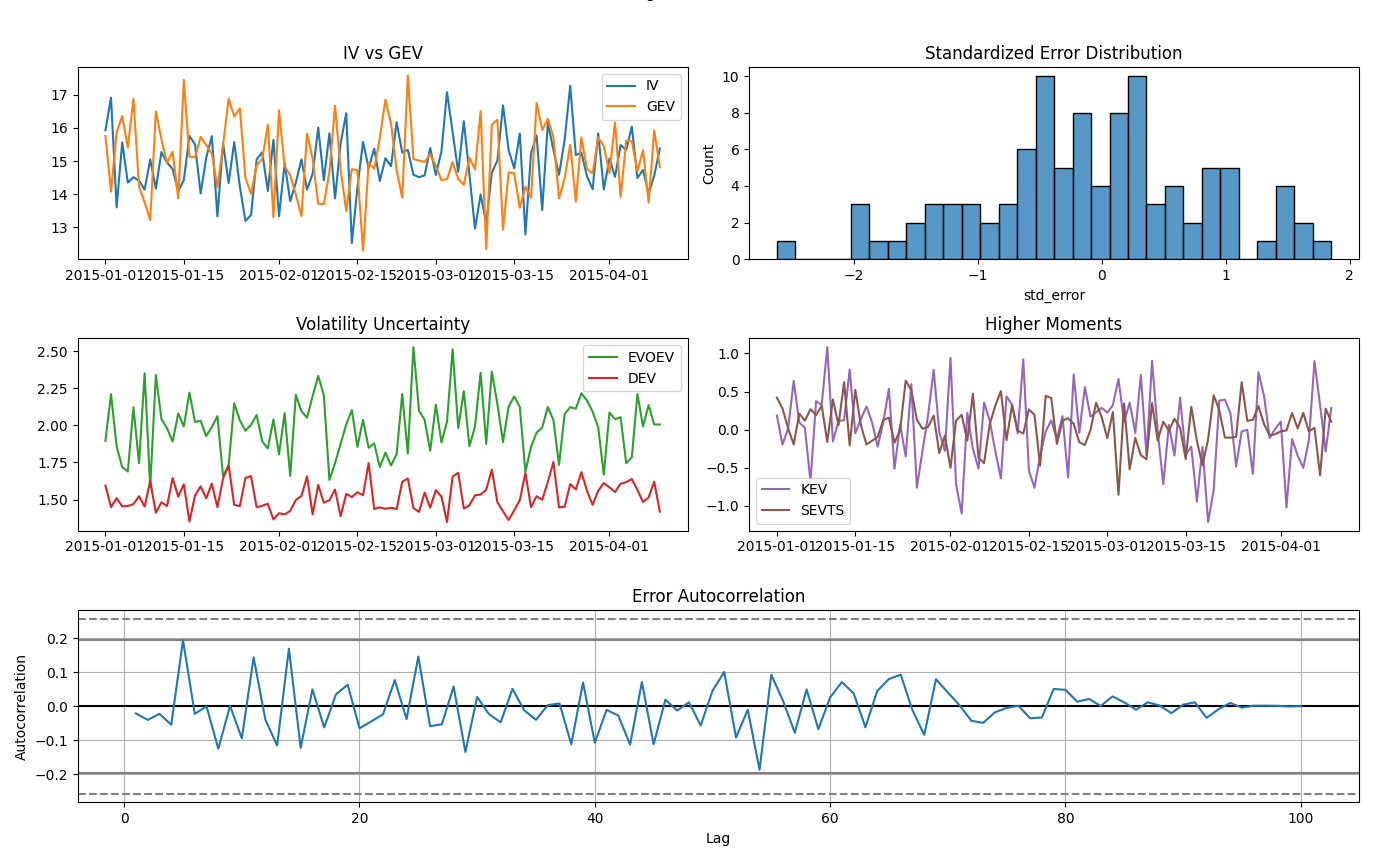 IV vs GEV
IV
GEV
17
16
15
14
13
2015-01-01 2015-01-15 2015-02-01 2015-02-15 2015-03-01 2015-03-15 2015-04-01
Standardized Error Distribution
Count
10
8
6
4
2
0
−2 −1 0 1 2
std_error
Volatility Uncertainty
EVOEV
DEV
2.50
2.25
2.00
1.75
1.50
2015-01-01 2015-01-15 2015-02-01 2015-02-15 2015-03-01 2015-03-15 2015-04-01
Higher Moments
1.0
0.5
0.0
−0.5
−1.0
KEV
SEVTS
2015-01-01 2015-01-15 2015-02-01 2015-02-15 2015-03-01 2015-03-15 2015-04-01
Error Autocorrelation
Autocorrelation
0.2
0.1
0.0
−0.1
−0.2
0 20 40 60 80 100
Lag